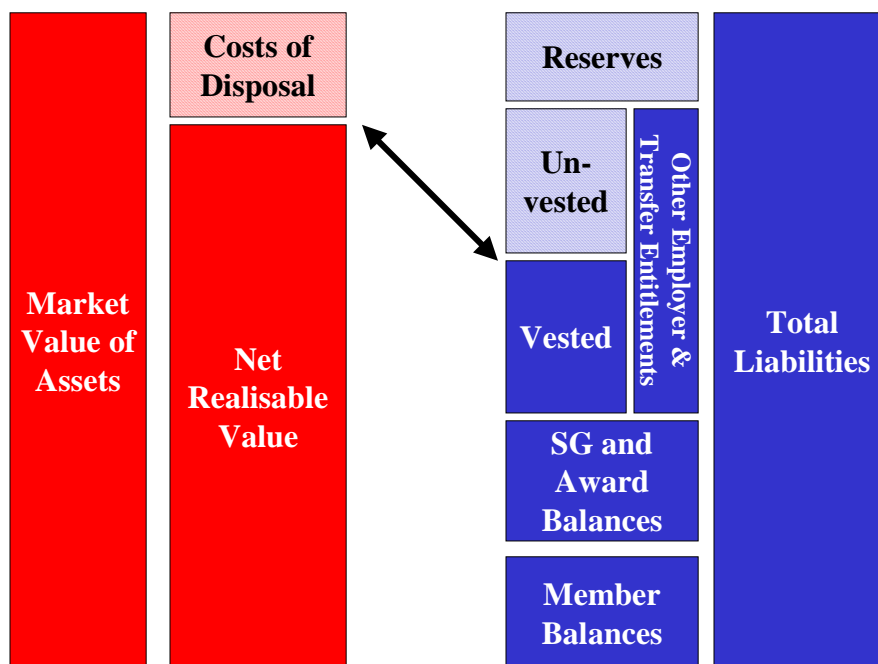 Market
Value of
Assets
Costs of
Disposal
Net
Realisable
Value
Reserves
Un-
vested
Other Employer &
Transfer Entitlements
Vested
SG and
Award
Balances
Member
Balances
Total
Liabilities